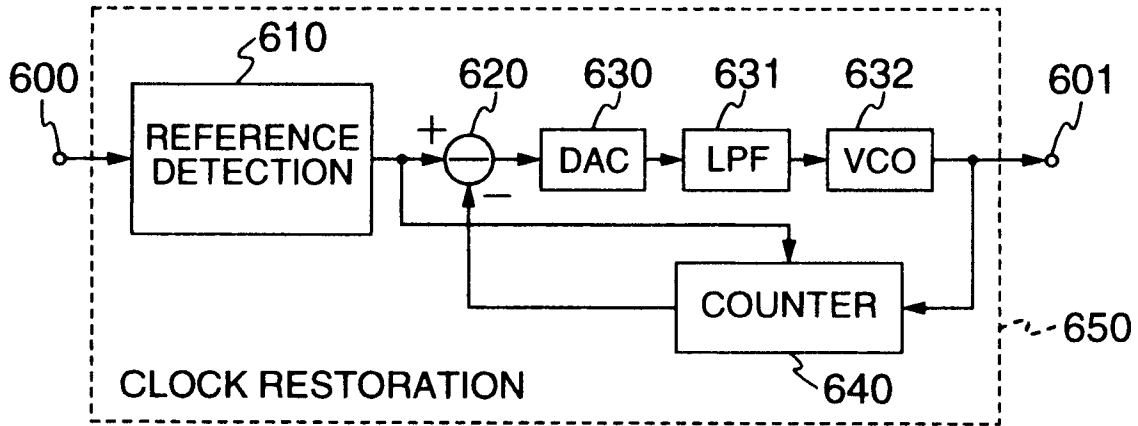 610
600
620
630
631
632
601
REFERENCE
DETECTION
+
−
DAC
LPF
VCO
−
COUNTER
650
640
CLOCK RESTORATION